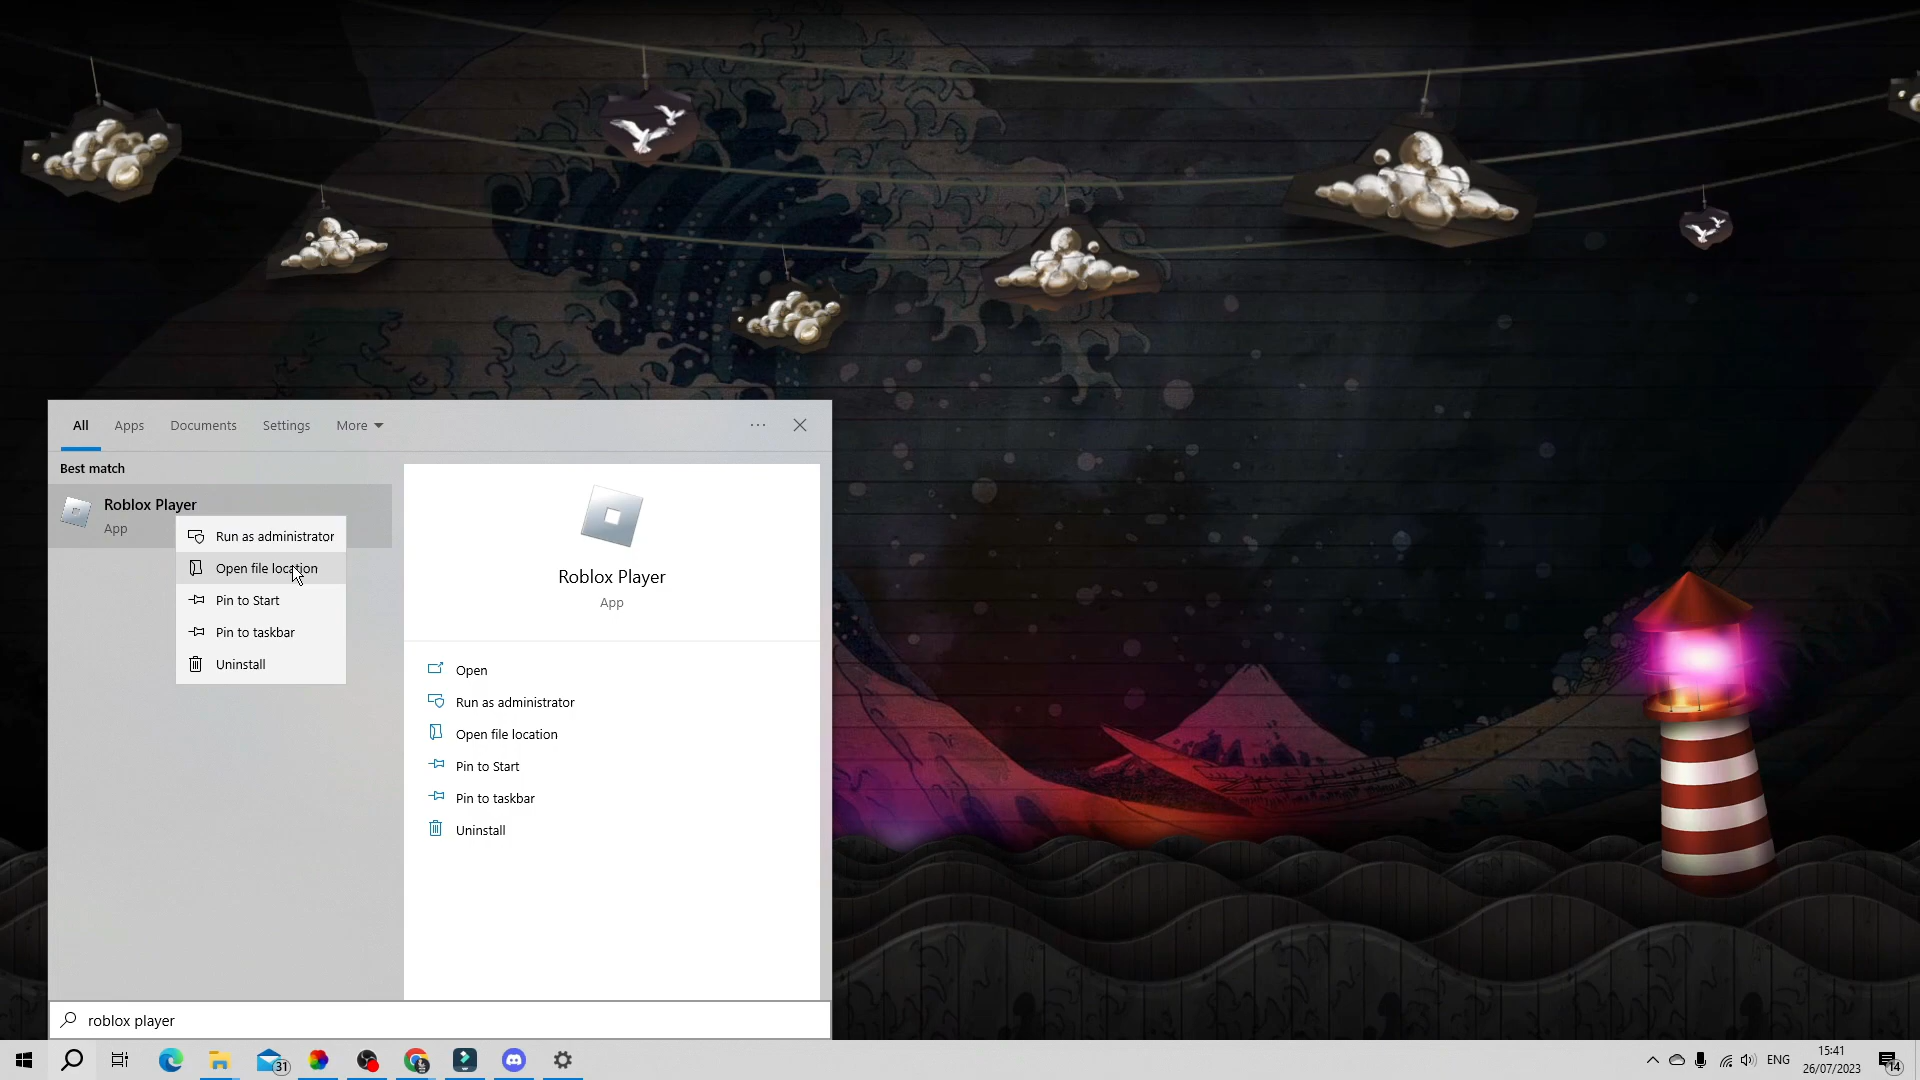 All Apps Documents Settings More
Best match
Roblox Player
App
Run as administrator
Open file location
Pin to Start
Pin to taskbar
Uninstall
Roblox Player
App
Open
Run as administrator
Open file location
Pin to Start
Pin to taskbar
Uninstall
roblox player
31
ENG
15:41
26/07/2023
14